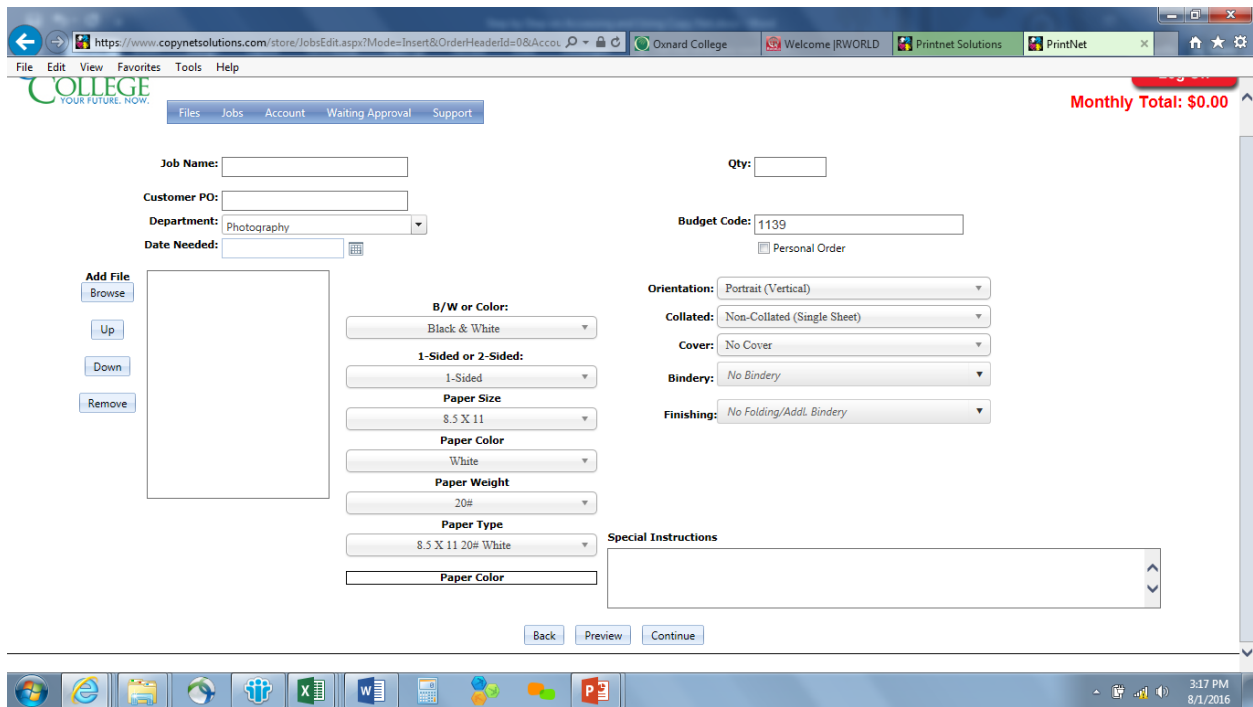 https://www.copynetsolutions.com/store/JobsEdit.aspx?Mode=Insert&OrderHeaderId=0&Accou
Oxnard College
Welcome |RWORLD
Printnet Solutions
PrintNet
File Edit View Favorites Tools Help
COLLEGE
YOUR FUTURE. NOW.
Monthly Total: $0.00
Files Jobs Account Waiting Approval Support
Job Name:
Qty:
Customer PO:
Department: Photography
Budget Code: 1139
Date Needed:
Personal Order
Add File
Browse
Orientation: Portrait (Vertical)
B/W or Color:
Collated: Non-Collated (Single Sheet)
Up
Black & White
Cover: No Cover
1-Sided or 2-Sided:
Down
1-Sided
Bindery: No Bindery
Paper Size
Remove
8.5 X 11
Finishing: No Folding/Addl. Bindery
Paper Color
White
Paper Weight
20#
Paper Type
8.5 X 11 20# White
Special Instructions
Paper Color
Back Preview Continue
3:17 PM
8/1/2016